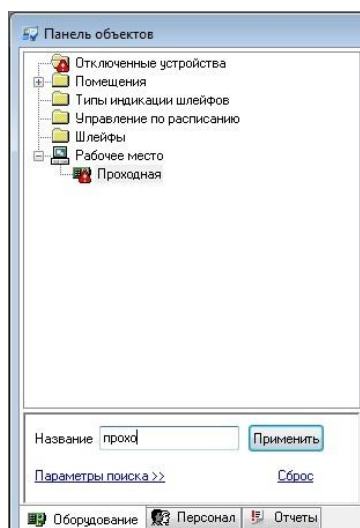 Панель объектов
Отключенные устройства
Помещения
Типы индикации шлейфов
Управление по расписанию
Шлейфы
Рабочее место
Проходная
Название прохо Применить
Параметры поиска >> Сброс
Оборудование Персонал Отчеты